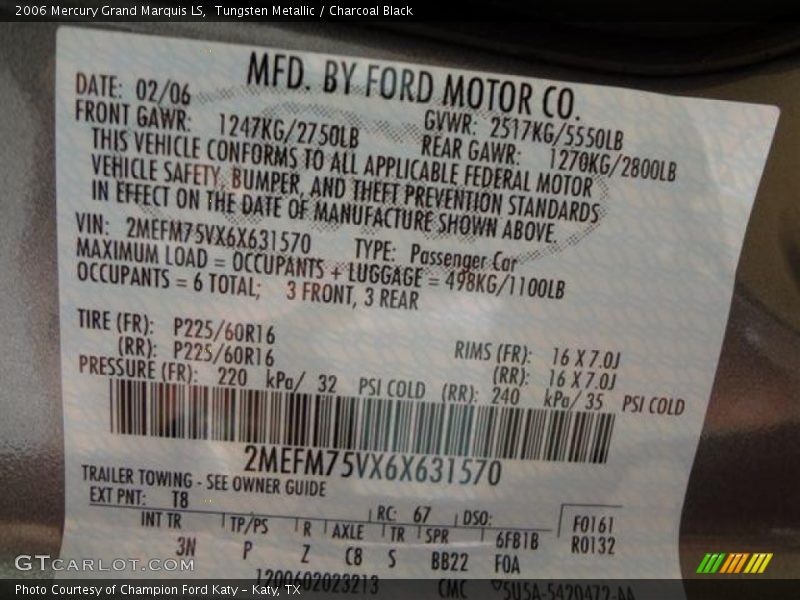 2006 Mercury Grand Marquis LS, Tungsten Metallic / Charcoal Black
MFD. BY FORD MOTOR CO.
DATE: 02/06 GVWR: 2517KG/5550LB
FRONT GAWR: 1247KG/2750LB REAR GAWR: 1270KG/2800LB
THIS VEHICLE CONFORMS TO ALL APPLICABLE FEDERAL MOTOR
VEHICLE SAFETY, BUMPER, AND THEFT PREVENTION STANDARDS
IN EFFECT ON THE DATE OF MANUFACTURE SHOWN ABOVE.
VIN: 2MEFM75VX6X631570 TYPE: Passenger Car
MAXIMUM LOAD = OCCUPANTS + LUGGAGE = 498KG/1100LB
OCCUPANTS = 6 TOTAL; 3 FRONT, 3 REAR
TIRE (FR): P225/60R16 RIMS (FR): 16 X 7.0J
(RR): P225/60R16 (RR): 16 X 7.0J
PRESSURE (FR): 220 kPa/ 32 PSI COLD (RR): 240 kPa/ 35 PSI COLD
2MEFM75VX6X631570
TRAILER TOWING - SEE OWNER GUIDE
EXT PNT: T8 RC: 67 DSO: F0161
INT TR TP/PS R AXLE TR SPR 6FB1B R0132
3N P Z C8 S BB22 FOA
1200602023213 CMC 5U5A-5420472-AA
GTCarlot.com
Photo Courtesy of Champion Ford Katy - Katy, TX